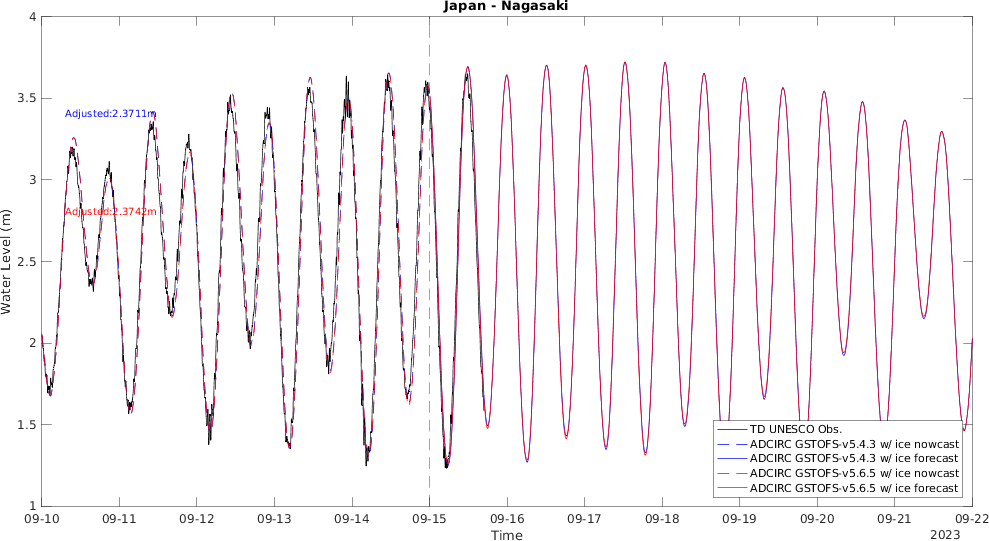 Japan - Nagasaki
4
3.5
3
2.5
2
1.5
1
Water Level (m)
Adjusted:2.3711m
Adjusted:2.3742m
TD UNESCO Obs.
ADCIRC GSTOFS-v5.4.3 w/ ice nowcast
ADCIRC GSTOFS-v5.4.3 w/ ice forecast
ADCIRC GSTOFS-v5.6.5 w/ ice nowcast
ADCIRC GSTOFS-v5.6.5 w/ ice forecast
09-10 09-11 09-12 09-13 09-14 09-15 09-16 09-17 09-18 09-19 09-20 09-21 09-22
Time
2023